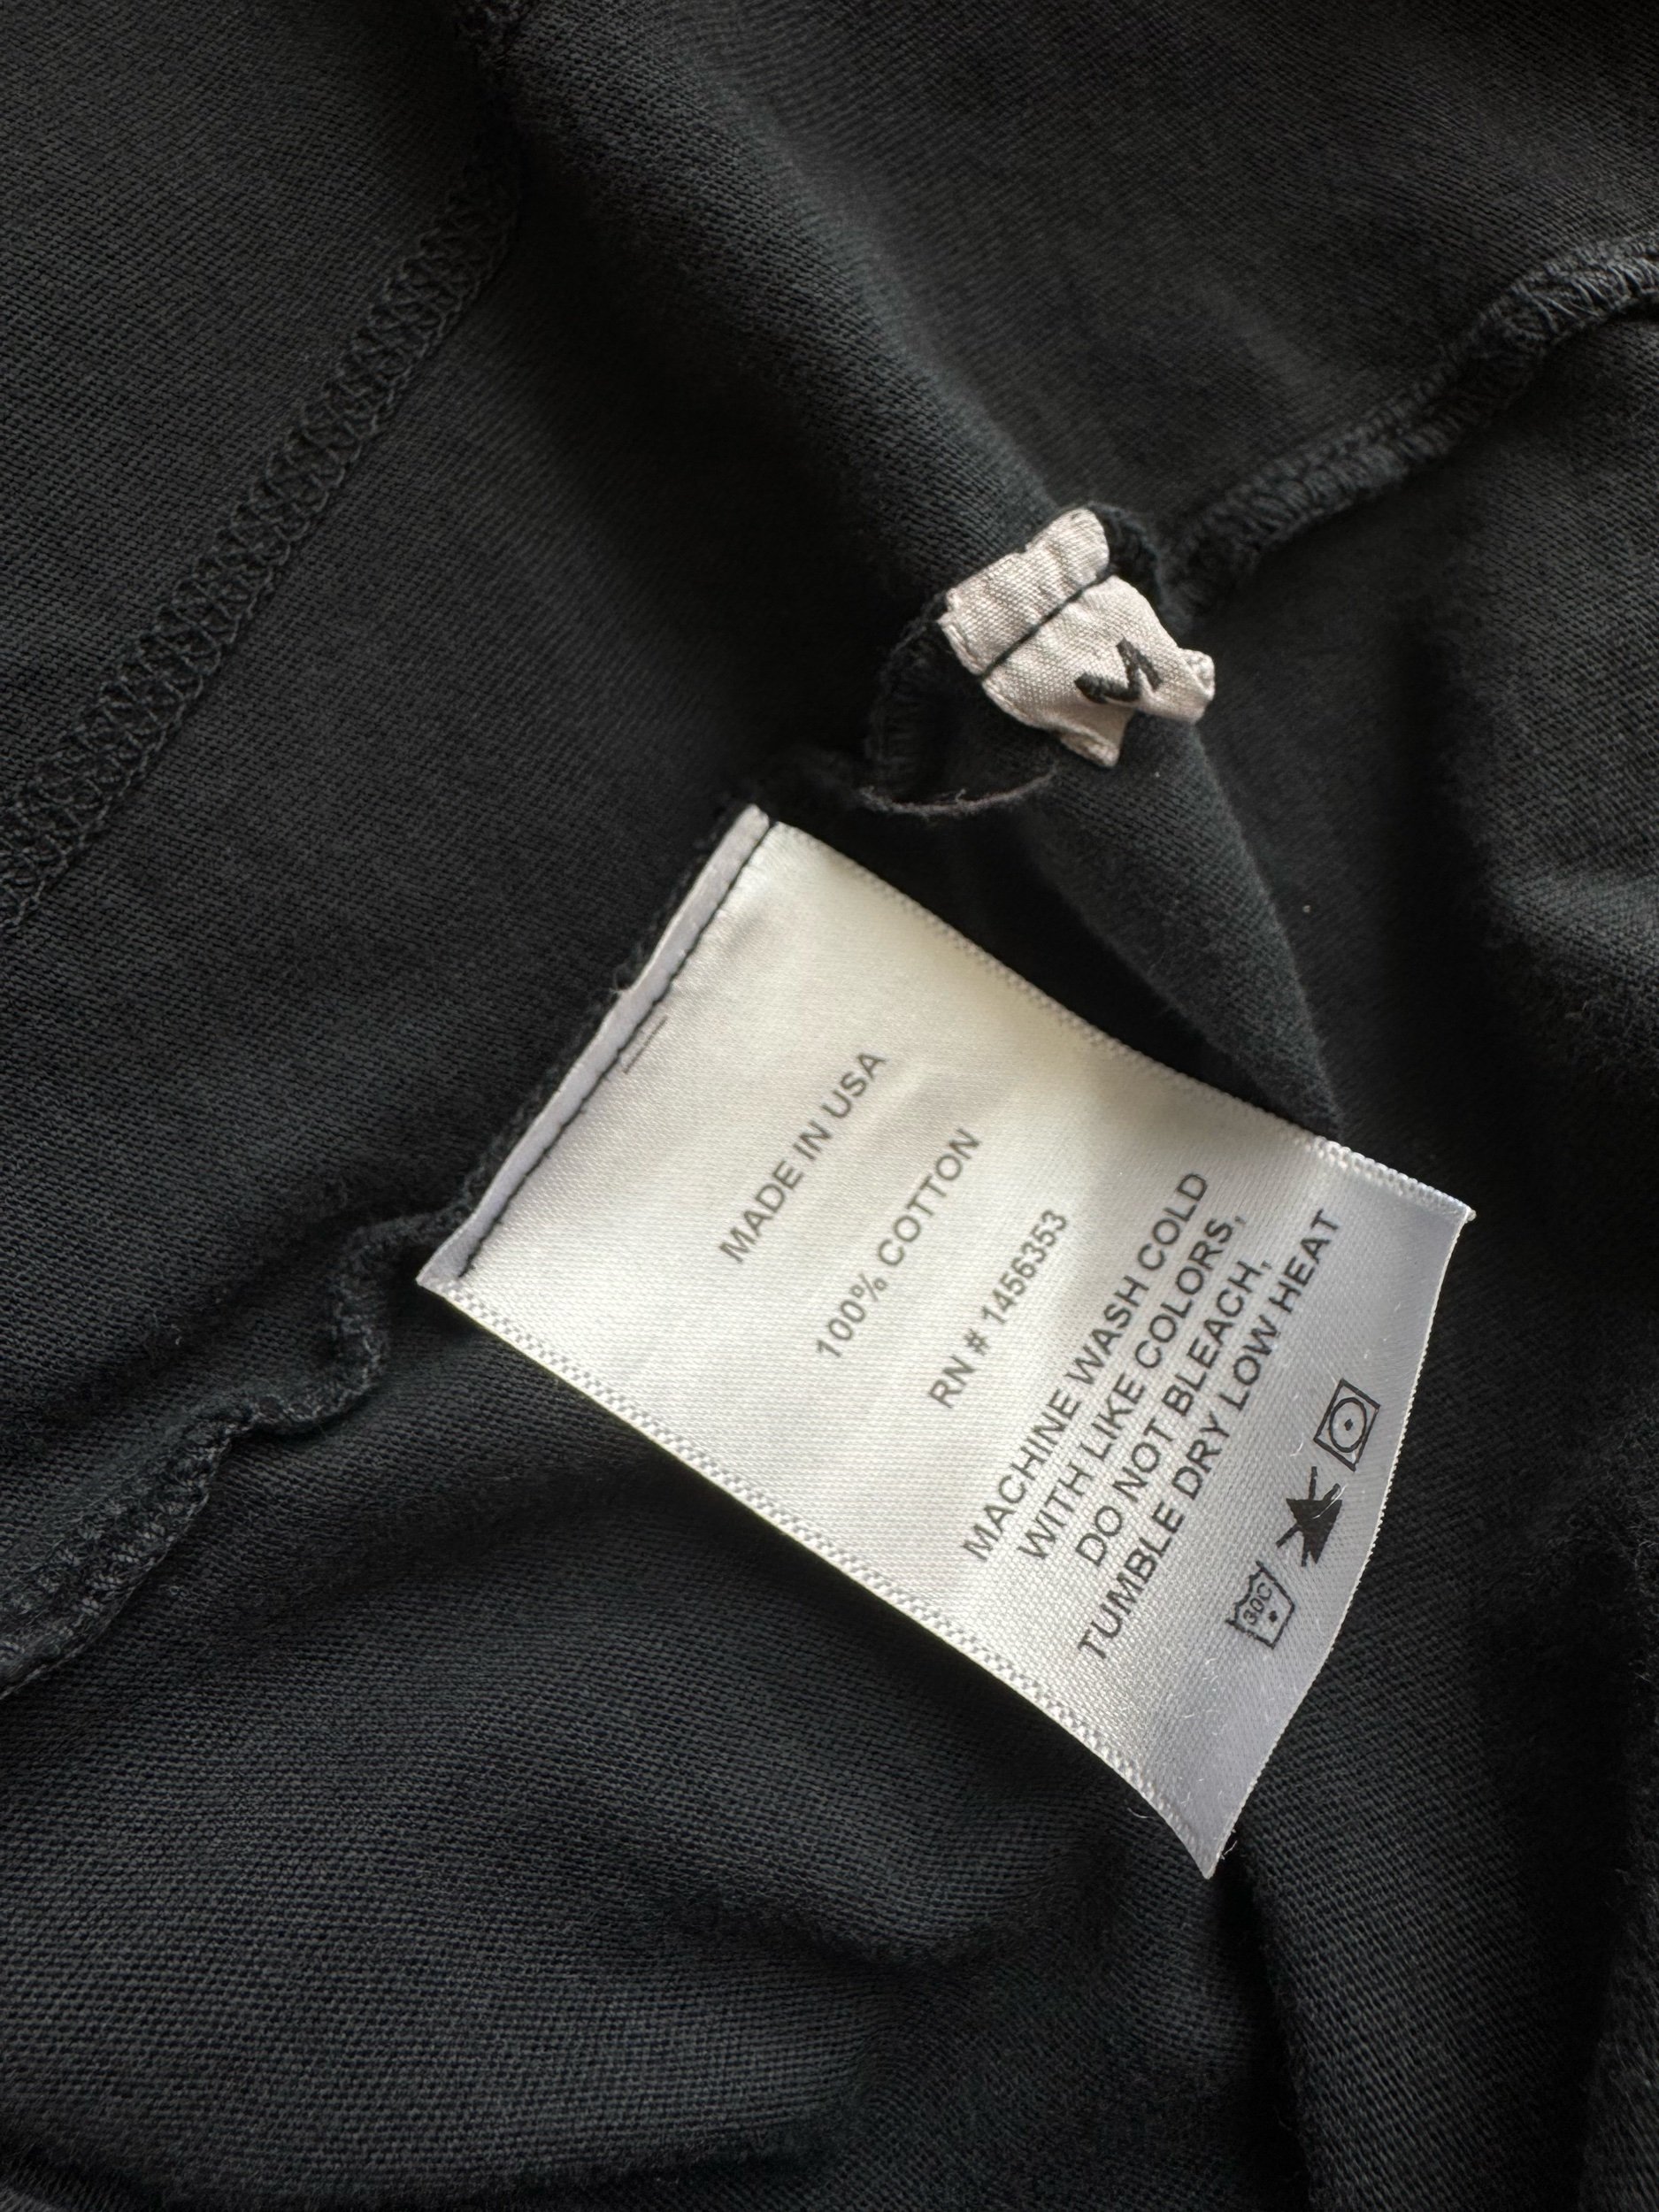 M
MADE IN USA
100% COTTON
RN # 1456353
MACHINE WASH COLD
WITH LIKE COLORS,
DO NOT BLEACH,
TUMBLE DRY LOW HEAT
30C